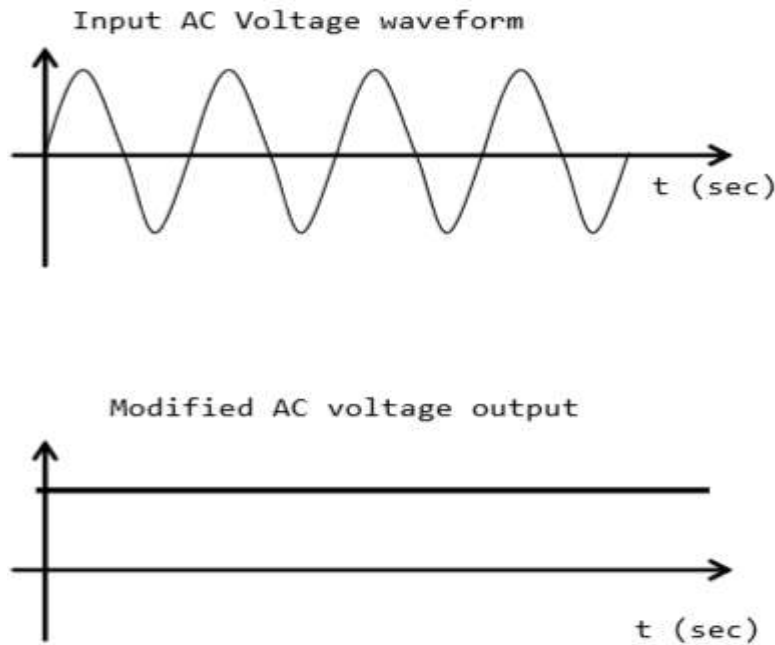 Input AC Voltage waveform
t (sec)
Modified AC voltage output
t (sec)